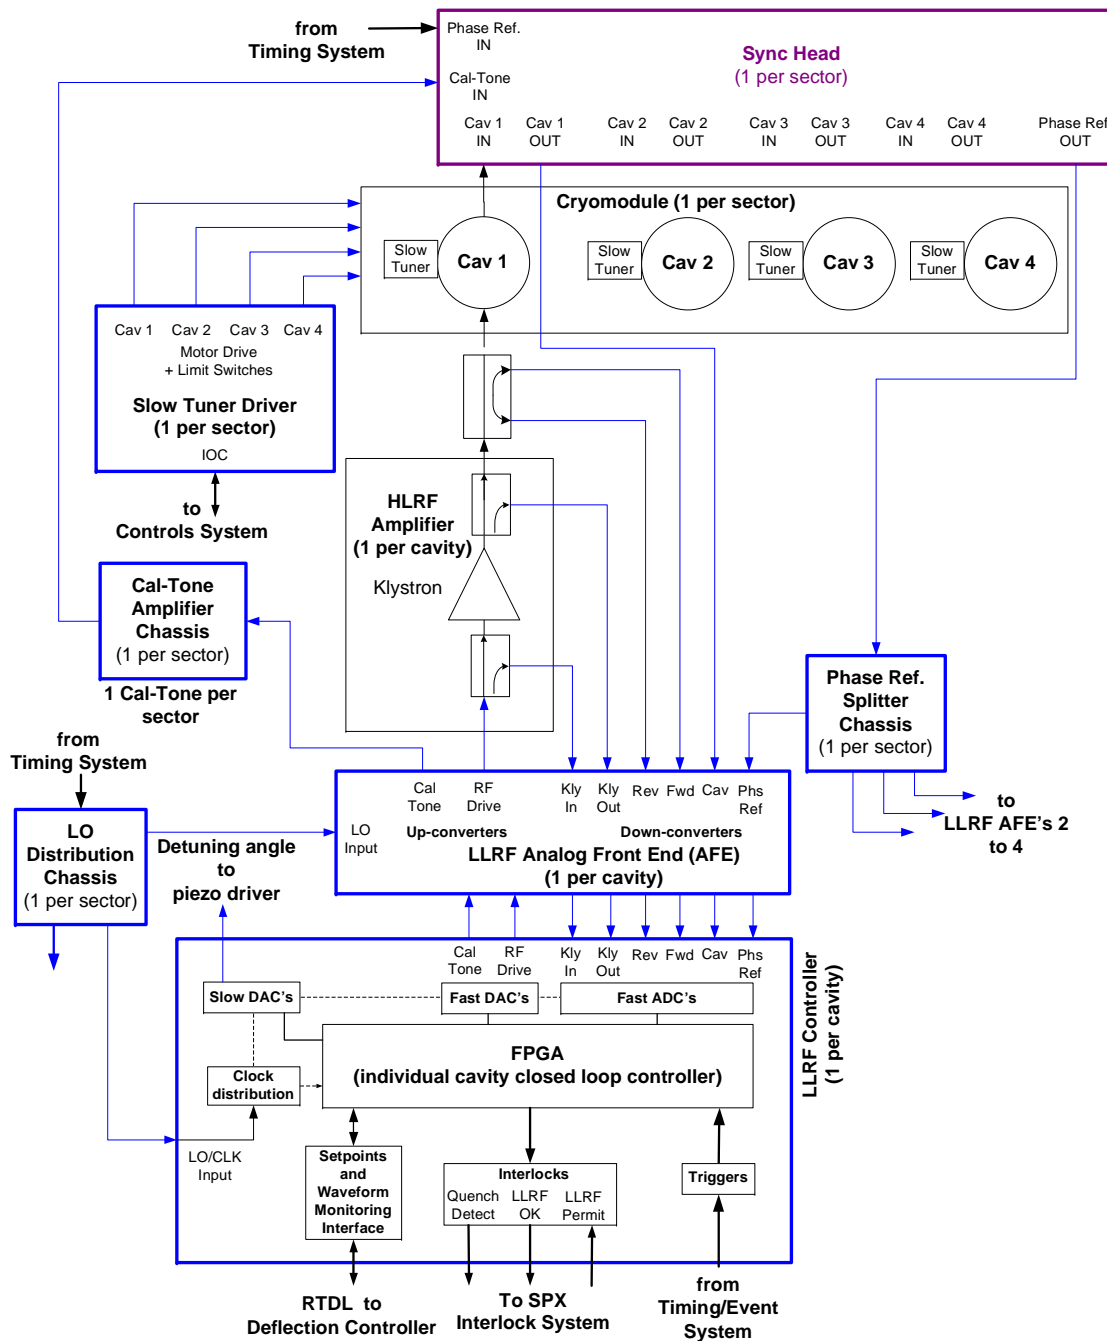 from
Timing System
Phase Ref.
IN
Sync Head
(1 per sector)
Cal-Tone
IN
Cav 1
IN
Cav 1
OUT
Cav 2
IN
Cav 2
OUT
Cav 3
IN
Cav 3
OUT
Cav 4
IN
Cav 4
OUT
Phase Ref
OUT
Cryomodule (1 per sector)
Slow
Tuner
Cav 1
Slow
Tuner
Cav 2
Slow
Tuner
Cav 3
Slow
Tuner
Cav 4
Cav 1
Cav 2
Cav 3
Cav 4
Motor Drive
+ Limit Switches
Slow Tuner Driver
(1 per sector)
IOC
to
Controls System
HLRF
Amplifier
(1 per cavity)
Klystron
Cal-Tone
Amplifier
Chassis
(1 per sector)
1 Cal-Tone per
sector
Phase Ref.
Splitter
Chassis
(1 per sector)
to
LLRF AFE's 2
to 4
from
Timing System
LO
Distribution
Chassis
(1 per sector)
Detuning angle
to
piezo driver
LO
Input
Cal
Tone
RF
Drive
Kly
In
Kly
Out
Rev
Fwd
Cav
Phs
Ref
Up-converters
Down-converters
LLRF Analog Front End (AFE)
(1 per cavity)
Cal
Tone
RF
Drive
Kly
In
Kly
Out
Rev
Fwd
Cav
Phs
Ref
LLRF Controller
(1 per cavity)
Slow DAC's
Fast DAC's
Fast ADC's
FPGA
(individual cavity closed loop controller)
Clock
distribution
LO/CLK
Input
Setpoints
and
Waveform
Monitoring
Interface
Interlocks
Quench
Detect
LLRF
OK
LLRF
Permit
Triggers
RTDL to
Deflection Controller
To SPX
Interlock System
from
Timing/Event
System